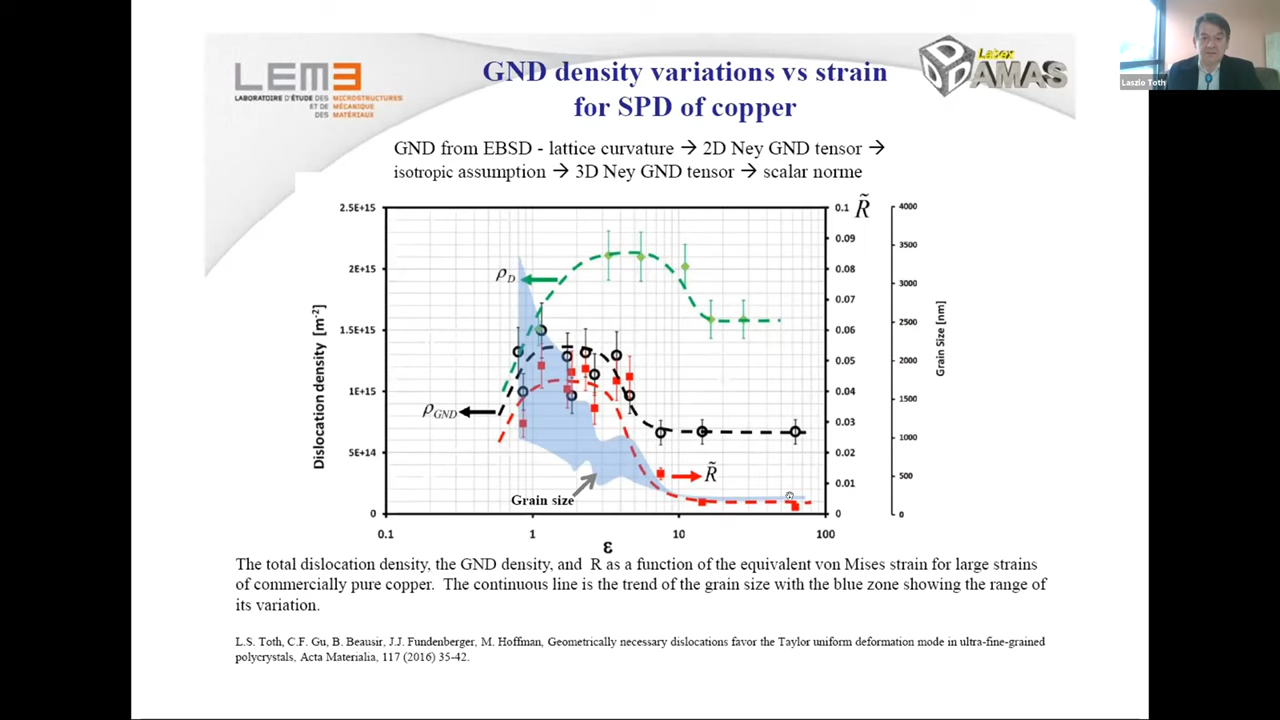 LEM3
LABORATOIRE D'ÉTUDE DES MICROSTRUCTURES
ET DE MÉCANIQUE
DES MATÉRIAUX
GND density variations vs strain
for SPD of copper
Labex
DAMAS
Laszlo Toth
GND from EBSD - lattice curvature → 2D Ney GND tensor →
isotropic assumption → 3D Ney GND tensor → scalar norme
Dislocation density [m⁻²]
2.5E+15
2E+15
1.5E+15
1E+15
5E+14
0
ρD
ρGND
R̃
Grain size
0.1 R̃
0.09
0.08
0.07
0.06
0.05
0.04
0.03
0.02
0.01
0
4000
3500
3000
2500
2000
1500
1000
500
0
Grain Size [nm]
0.1 1 10 100
ε
The total dislocation density, the GND density, and R as a function of the equivalent von Mises strain for large strains
of commercially pure copper. The continuous line is the trend of the grain size with the blue zone showing the range of
its variation.
L.S. Toth, C.F. Gu, B. Beausir, J.J. Fundenberger, M. Hoffman, Geometrically necessary dislocations favor the Taylor uniform deformation mode in ultra-fine-grained
polycrystals, Acta Materialia, 117 (2016) 35-42.